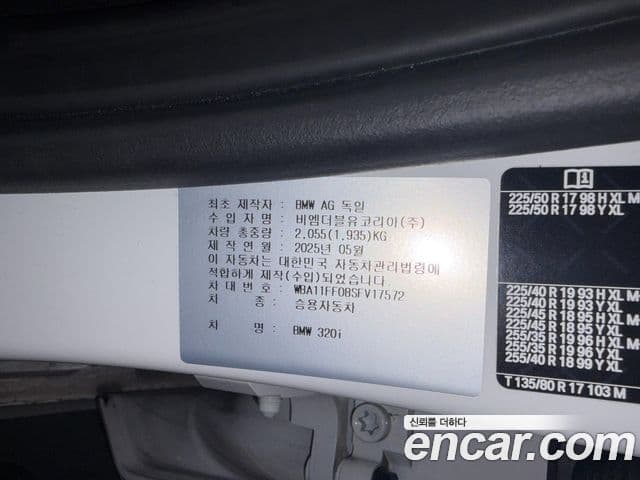 최초 제작자 : BMW AG 독일
수 입 자 명 : 비엠더블유코리아(주)
차량 총중량 : 2,055(1,935)KG
제 작 연 월 : 2025년 05월
이 자동차는 대한민국 자동차관리법령에
적합하게 제작(수입)되었습니다.
차 대 번 호 : WBA11FF08SFV17572
차 종 : 승용자동차
차 명 : BMW 320i
225/50 R 17 98 H XL M
225/50 R 17 98 Y XL
225/40 R 19 93 H XL M
225/40 R 19 93 Y XL
225/45 R 18 95 H XL M
225/45 R 18 95 Y XL
255/35 R 19 96 H XL M
255/35 R 19 96 Y XL
255/40 R 18 99 Y XL
T 135/80 R 17 103 M
신뢰를 더하다
encar.com